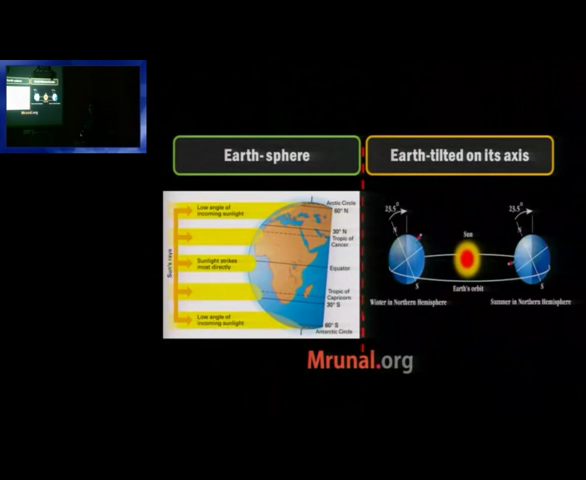 Earth- sphere
Earth-tilted on its axis
Low angle of
incoming sunlight
Sunlight strikes
most directly
Low angle of
incoming sunlight
Sun's rays
Arctic Circle
60° N
30° N
Tropic of
Cancer
Equator
Tropic of
Capricorn
30° S
60° S
Antarctic Circle
23.5°
23.5°
Sun
S
S
Earth's orbit
Winter in Northern Hemisphere
Summer in Northern Hemisphere
Mrunal.org
Mrunal.org